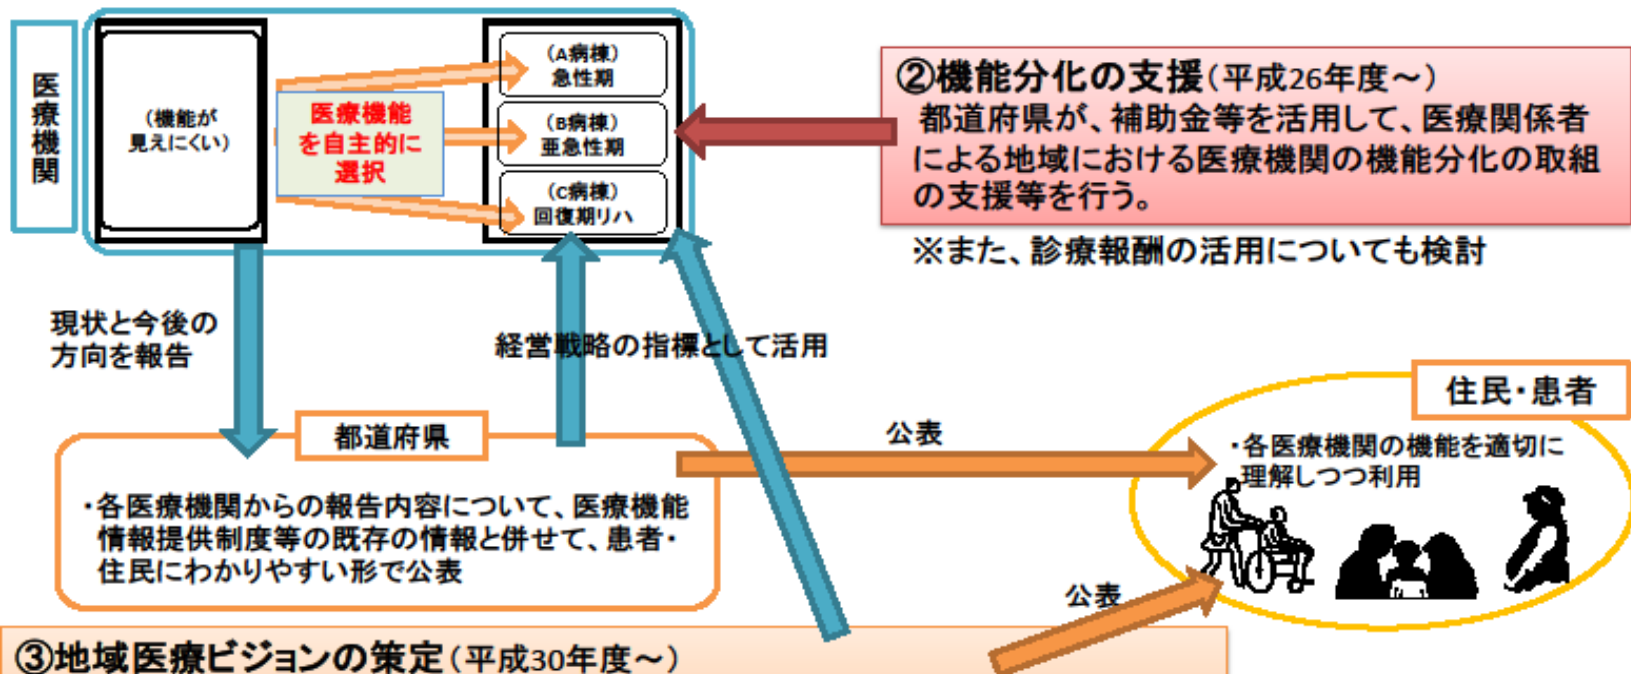 医療機関
(機能が
見えにくい)
医療機能
を自主的に
選択
(A病棟)
急性期
(B病棟)
亜急性期
(C病棟)
回復期リハ
②機能分化の支援(平成26年度~)
都道府県が、補助金等を活用して、医療関係者
による地域における医療機関の機能分化の取組
の支援等を行う。
※また、診療報酬の活用についても検討
現状と今後の
方向を報告
経営戦略の指標として活用
都道府県
・各医療機関からの報告内容について、医療機能
情報提供制度等の既存の情報と併せて、患者・
住民にわかりやすい形で公表
公表
住民・患者
・各医療機関の機能を適切に
理解しつつ利用
公表
③地域医療ビジョンの策定(平成30年度~)